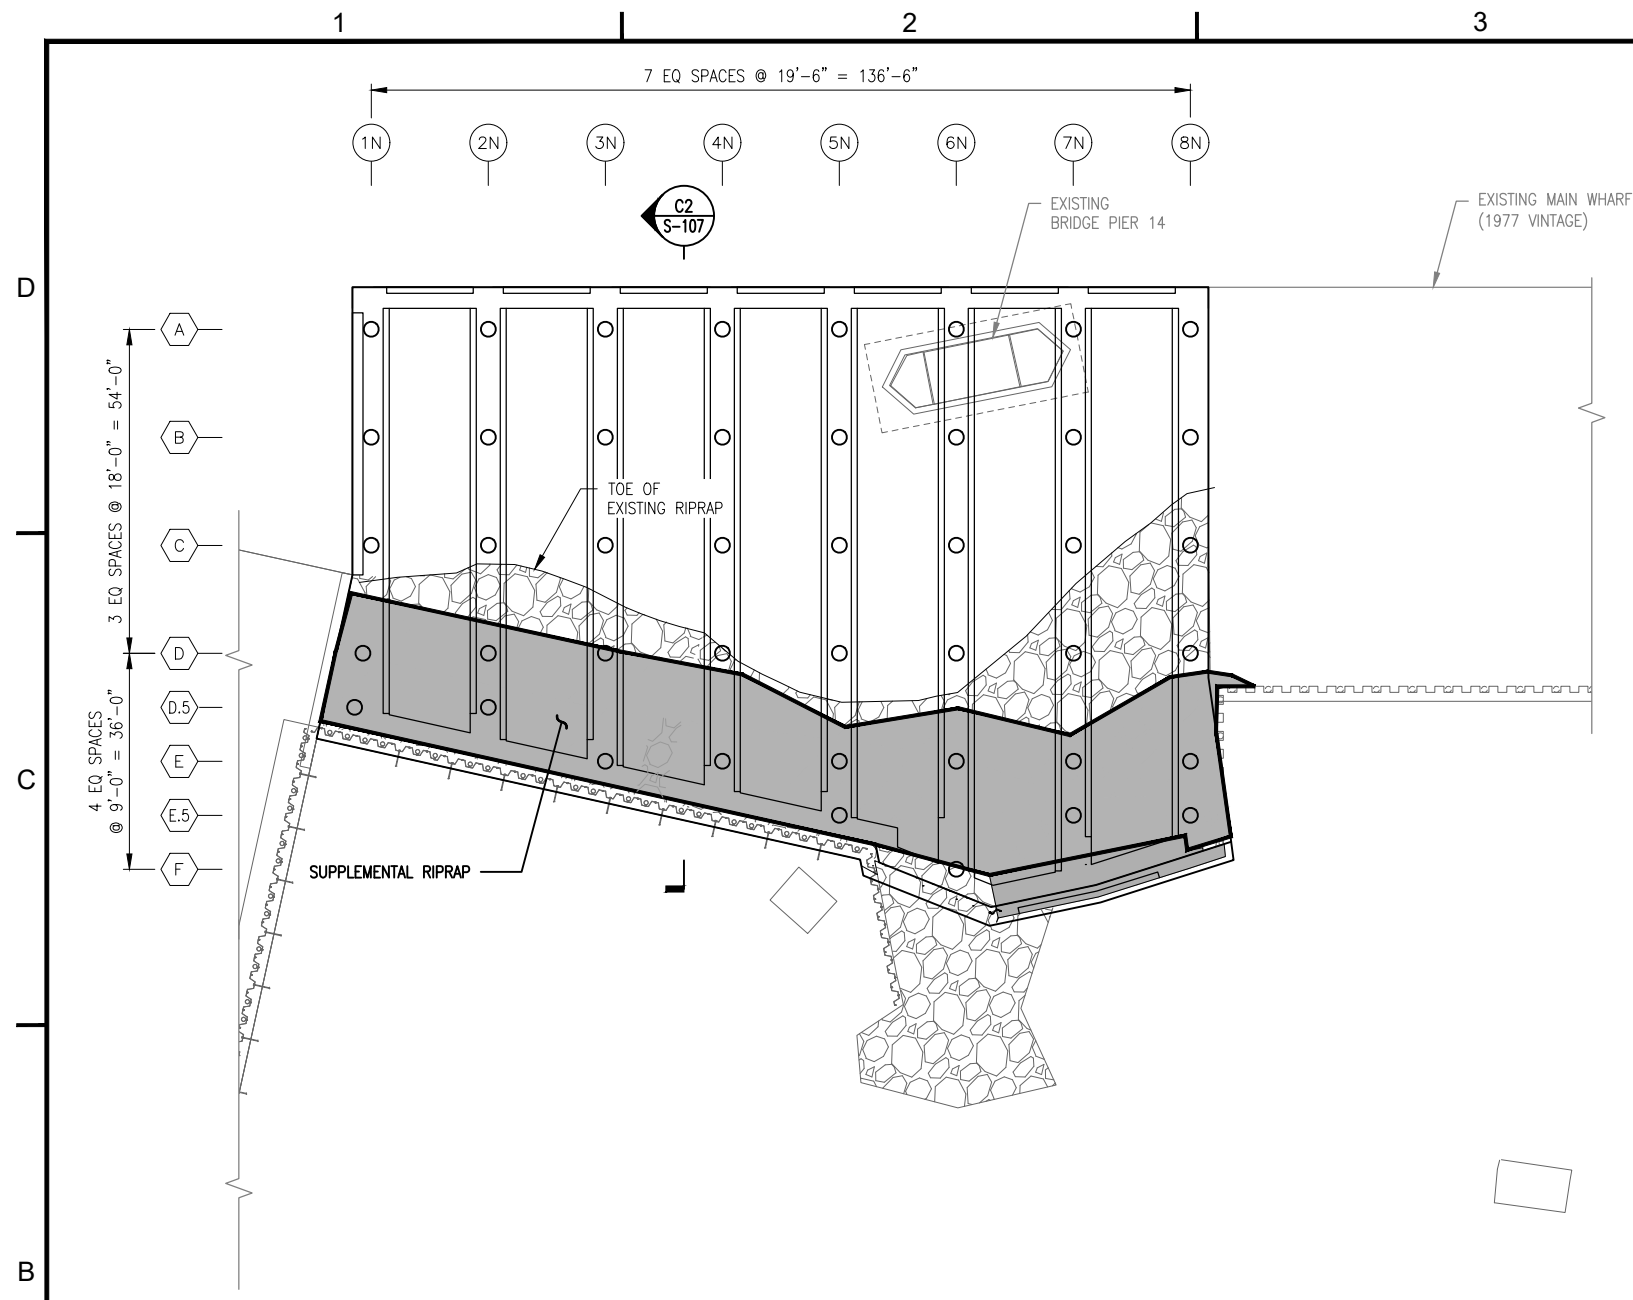 1 2 3
7 EQ SPACES @ 19'-6" = 136'-6"
1N 2N 3N 4N 5N 6N 7N 8N
C2
S-107
EXISTING
BRIDGE PIER 14
EXISTING MAIN WHARF
(1977 VINTAGE)
D
A
B
C
D
D.5
E
E.5
F
3 EQ SPACES @ 18'-0" = 54'-0"
4 EQ SPACES
@ 9'-0" = 36'-0"
TOE OF
EXISTING RIPRAP
C
SUPPLEMENTAL RIPRAP
B